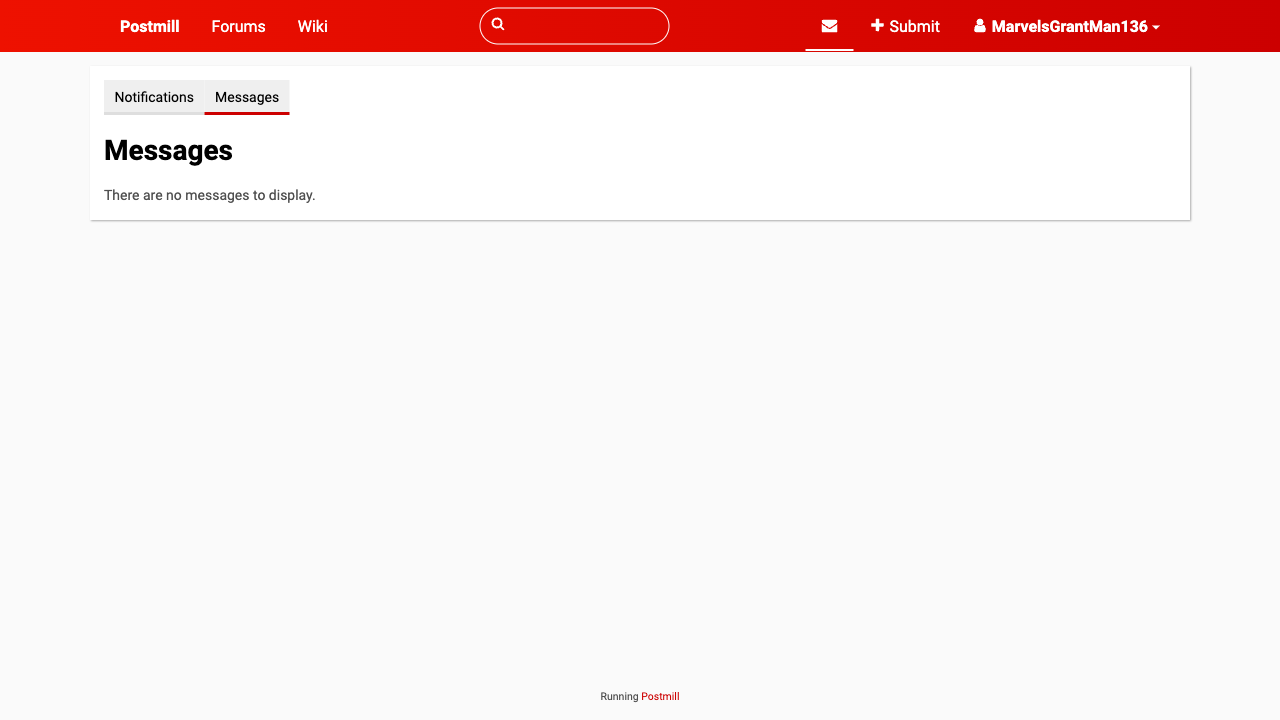 Postmill Forums Wiki Submit MarvelsGrantMan136
Notifications Messages
Messages
There are no messages to display.
Running Postmill